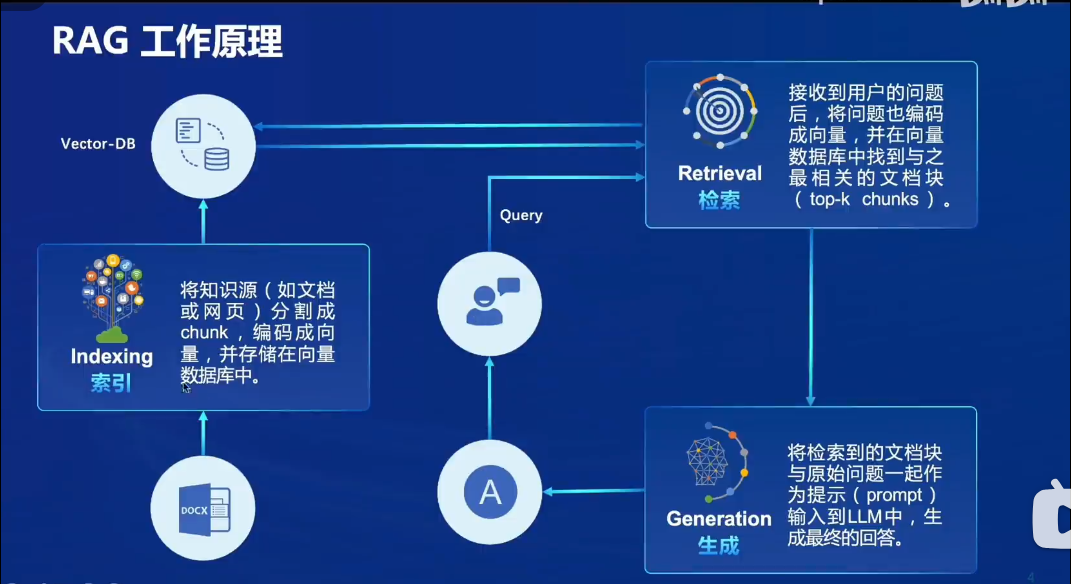 RAG 工作原理
Vector-DB
接收到用户的问题
后，将问题也编码
成向量，并在向量
数据库中找到与之
最相关的文档块
（ top-k chunks ）。
Retrieval
检索
Query
将知识源（如文档
或网页）分割成
chunk，编码成向
量，并存储在向量
数据库中。
Indexing
索引
DOCX
A
将检索到的文档块
与原始问题一起作
为提示（prompt）
输入到LLM中，生
成最终的回答。
Generation
生成
4